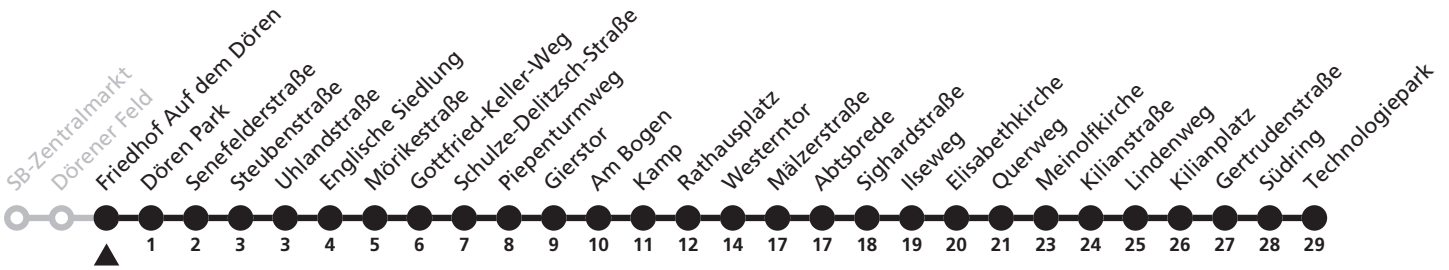 SB-Zentralmarkt
Dörener Feld
Friedhof Auf dem Dören
Dören Park
Senefelderstraße
Steubenstraße
Uhlandstraße
Englische Siedlung
Mörikestraße
Gottfried-Keller-Weg
Schulze-Delitzsch-Straße
Piepenturmweg
Gierstor
Am Bogen
Kamp
Rathausplatz
Westerntor
Mälzerstraße
Abtsbrede
Sighardstraße
Ilseweg
Elisabethkirche
Querweg
Meinolfkirche
Kilianstraße
Lindenweg
Kilianplatz
Gertrudenstraße
Südring
Technologiepark
1 2 3 3 4 5 6 7 8 9 10 11 12 14 17 17 18 19 20 21 23 24 25 26 27 28 29